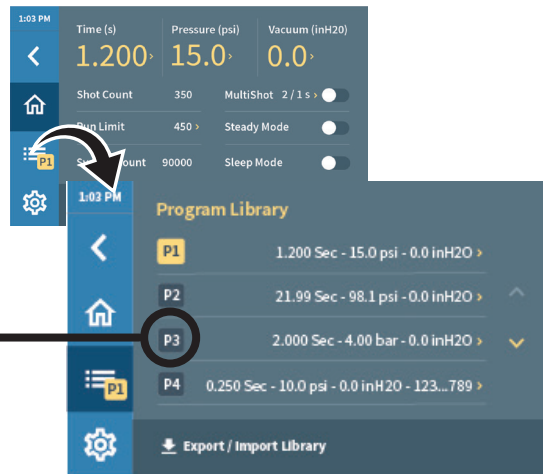 1:03 PM
Time (s) Pressure (psi) Vacuum (inH20)
1.200 › 15.0 › 0.0 ›
Shot Count 350 MultiShot 2 / 1 s ›
Limit 450 › Steady Mode
P1
90000 Sleep Mode
1:03 PM
Program Library
P1 1.200 Sec - 15.0 psi - 0.0 inH2O ›
P2 21.99 Sec - 98.1 psi - 0.0 inH2O ›
P3 2.000 Sec - 4.00 bar - 0.0 inH2O ›
P1
P4 0.250 Sec - 10.0 psi - 0.0 inH2O - 123...789 ›
Export / Import Library